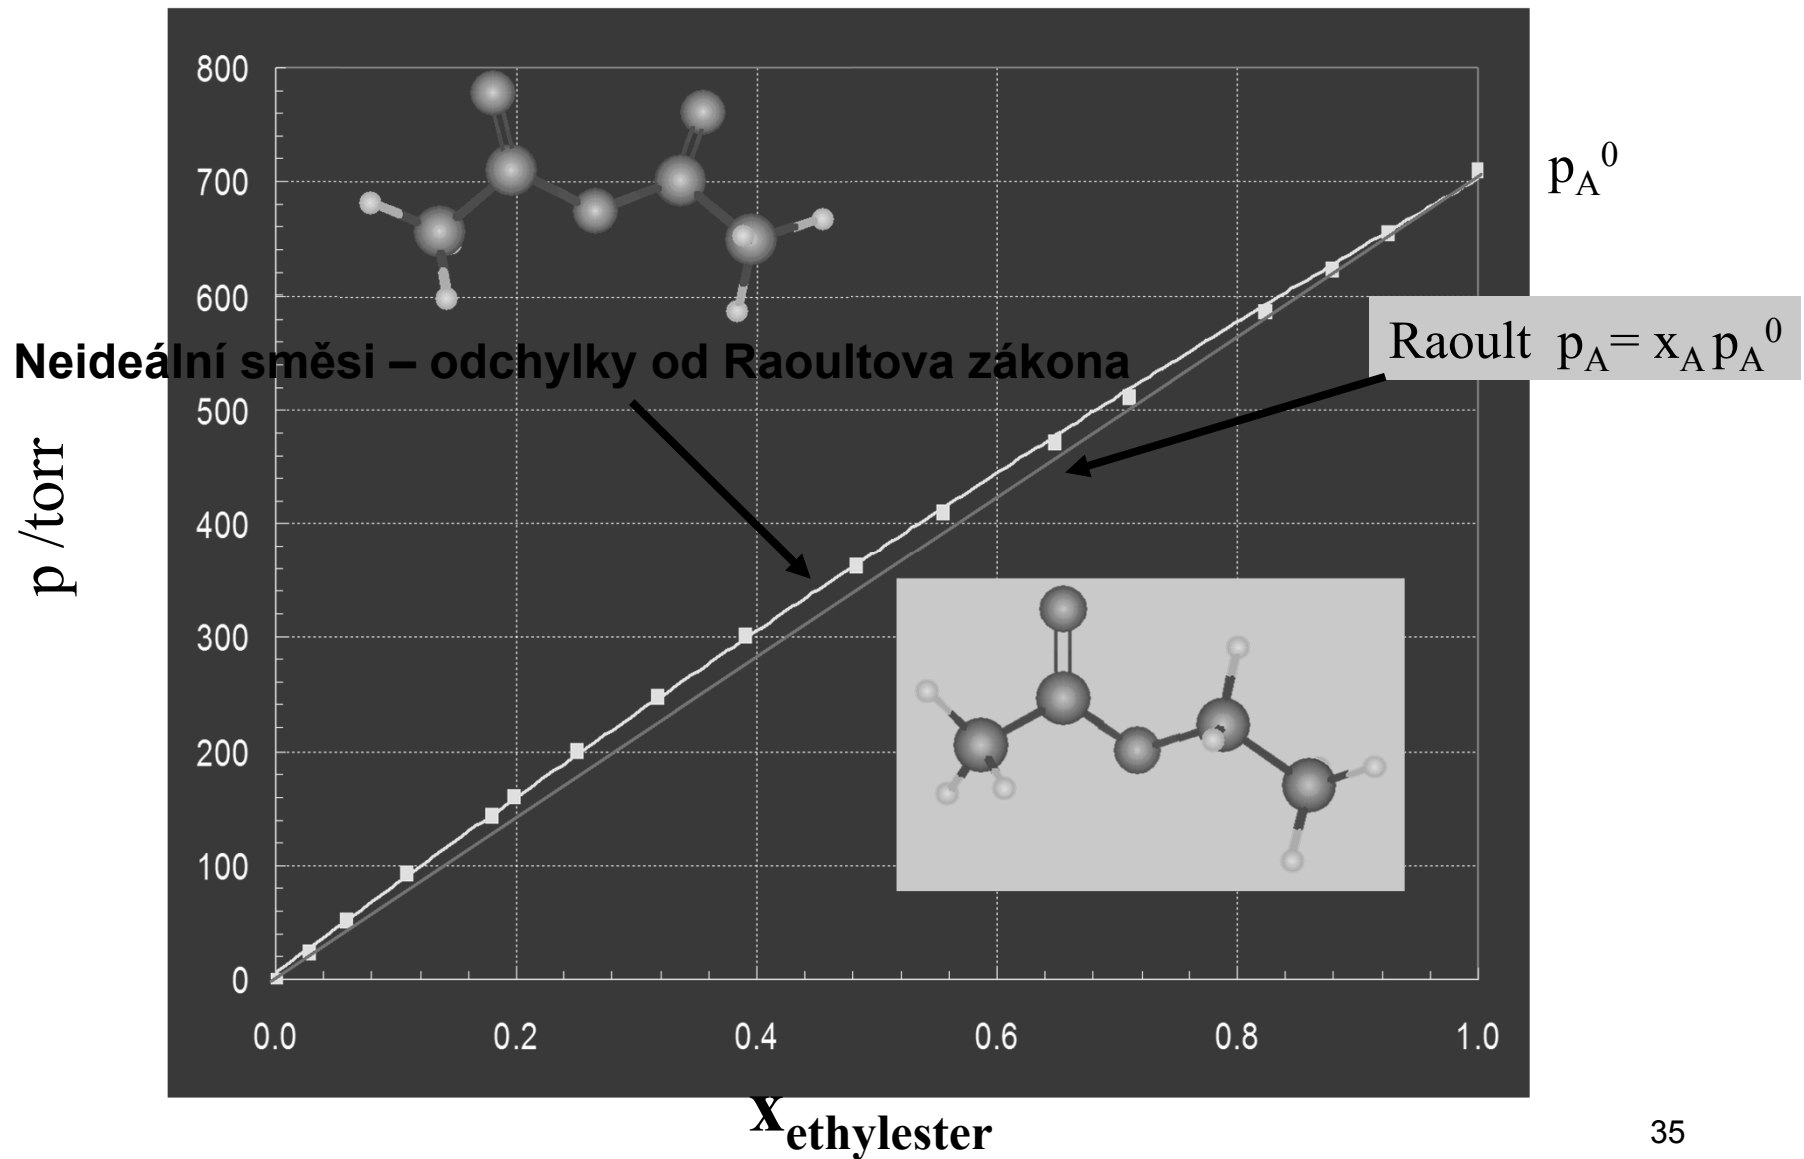 800
p_A^0
700
600
Raoult p_A= x_A p_A^0
Neideální směsi – odchylky od Raoultova zákona
500
p /torr
400
300
200
100
0
0.0 0.2 0.4 0.6 0.8 1.0
x_ethylester
35